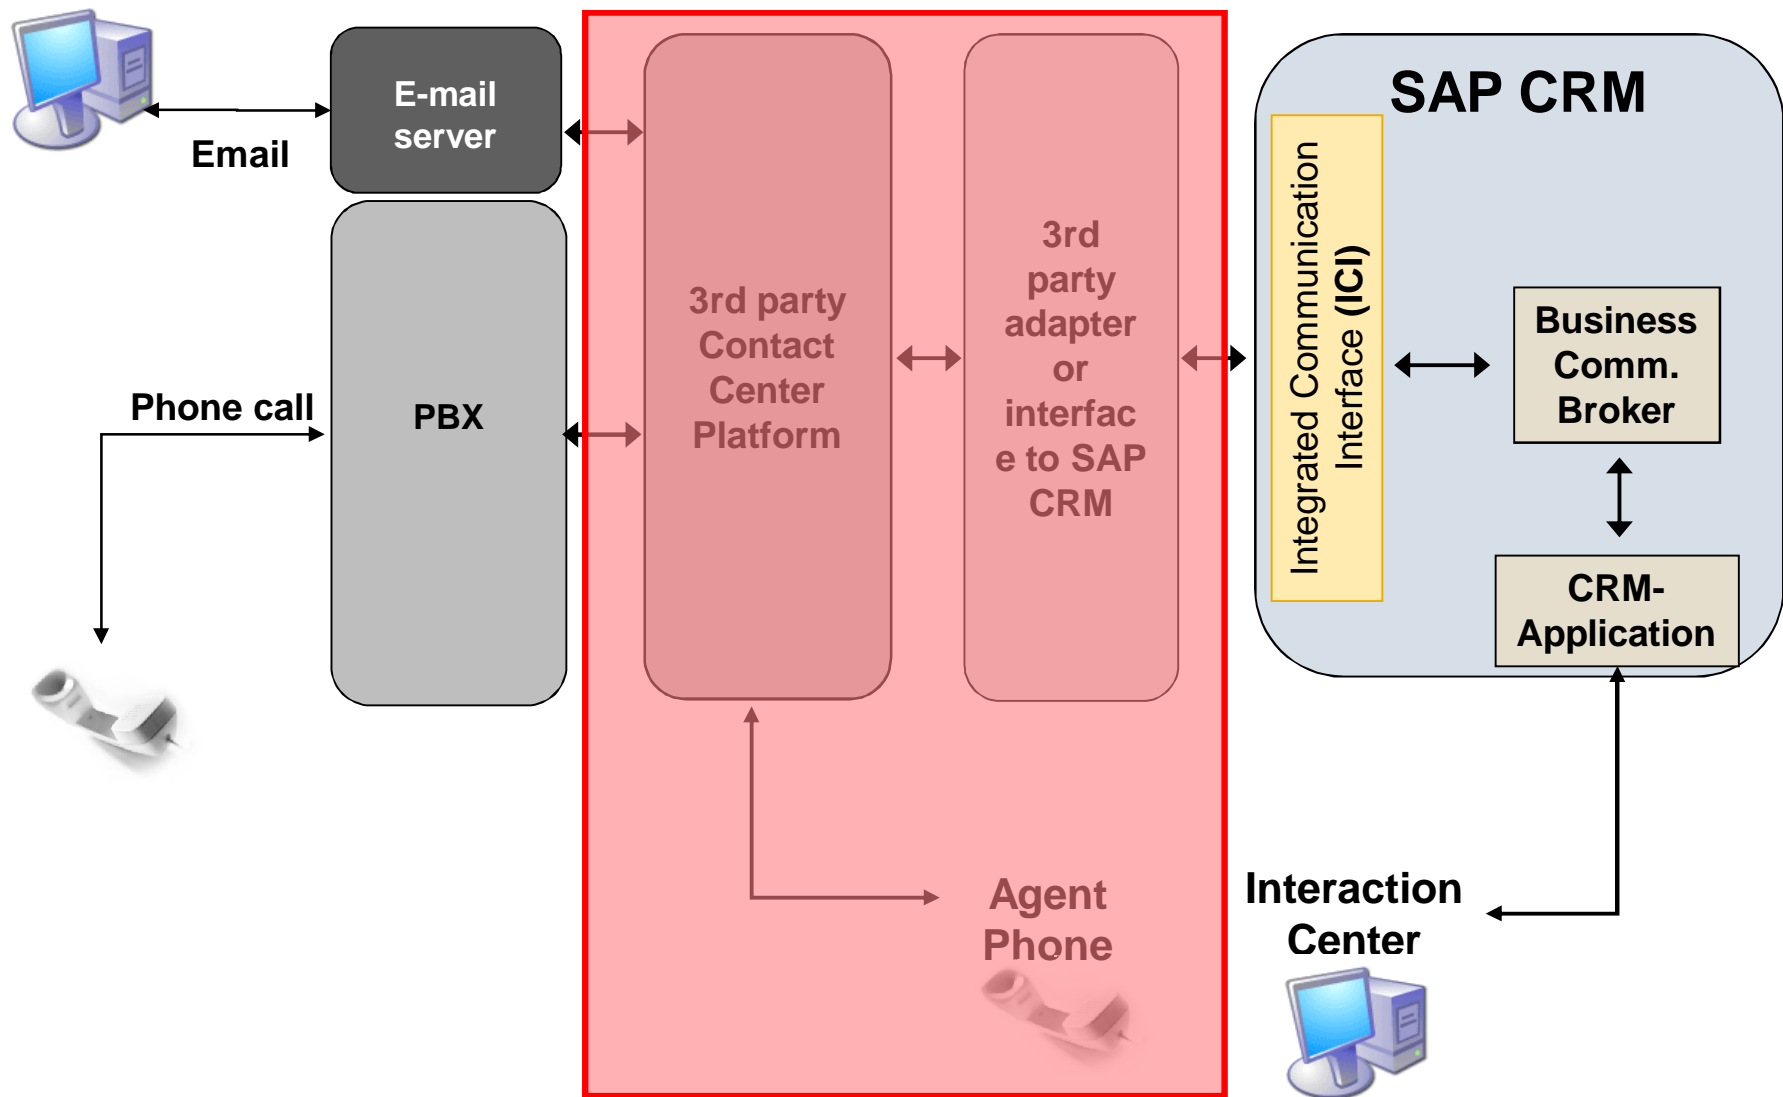 E-mail
server
Email
Phone call
PBX
3rd party
Contact
Center
Platform
3rd
party
adapter
or
interfac
e to SAP
CRM
Agent
Phone
SAP CRM
Integrated Communication
Interface (ICI)
Business
Comm.
Broker
CRM-
Application
Interaction
Center